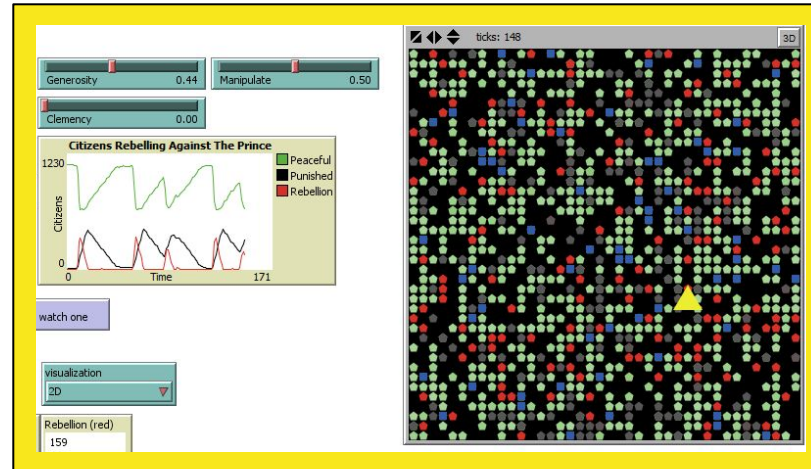 ticks: 148
3D
Generosity 0.44
Manipulate 0.50
Clemency 0.00
Citizens Rebelling Against The Prince
1230
Peaceful
Punished
Rebellion
Citizens
0
0 Time 171
watch one
visualization
2D
Rebellion (red)
159